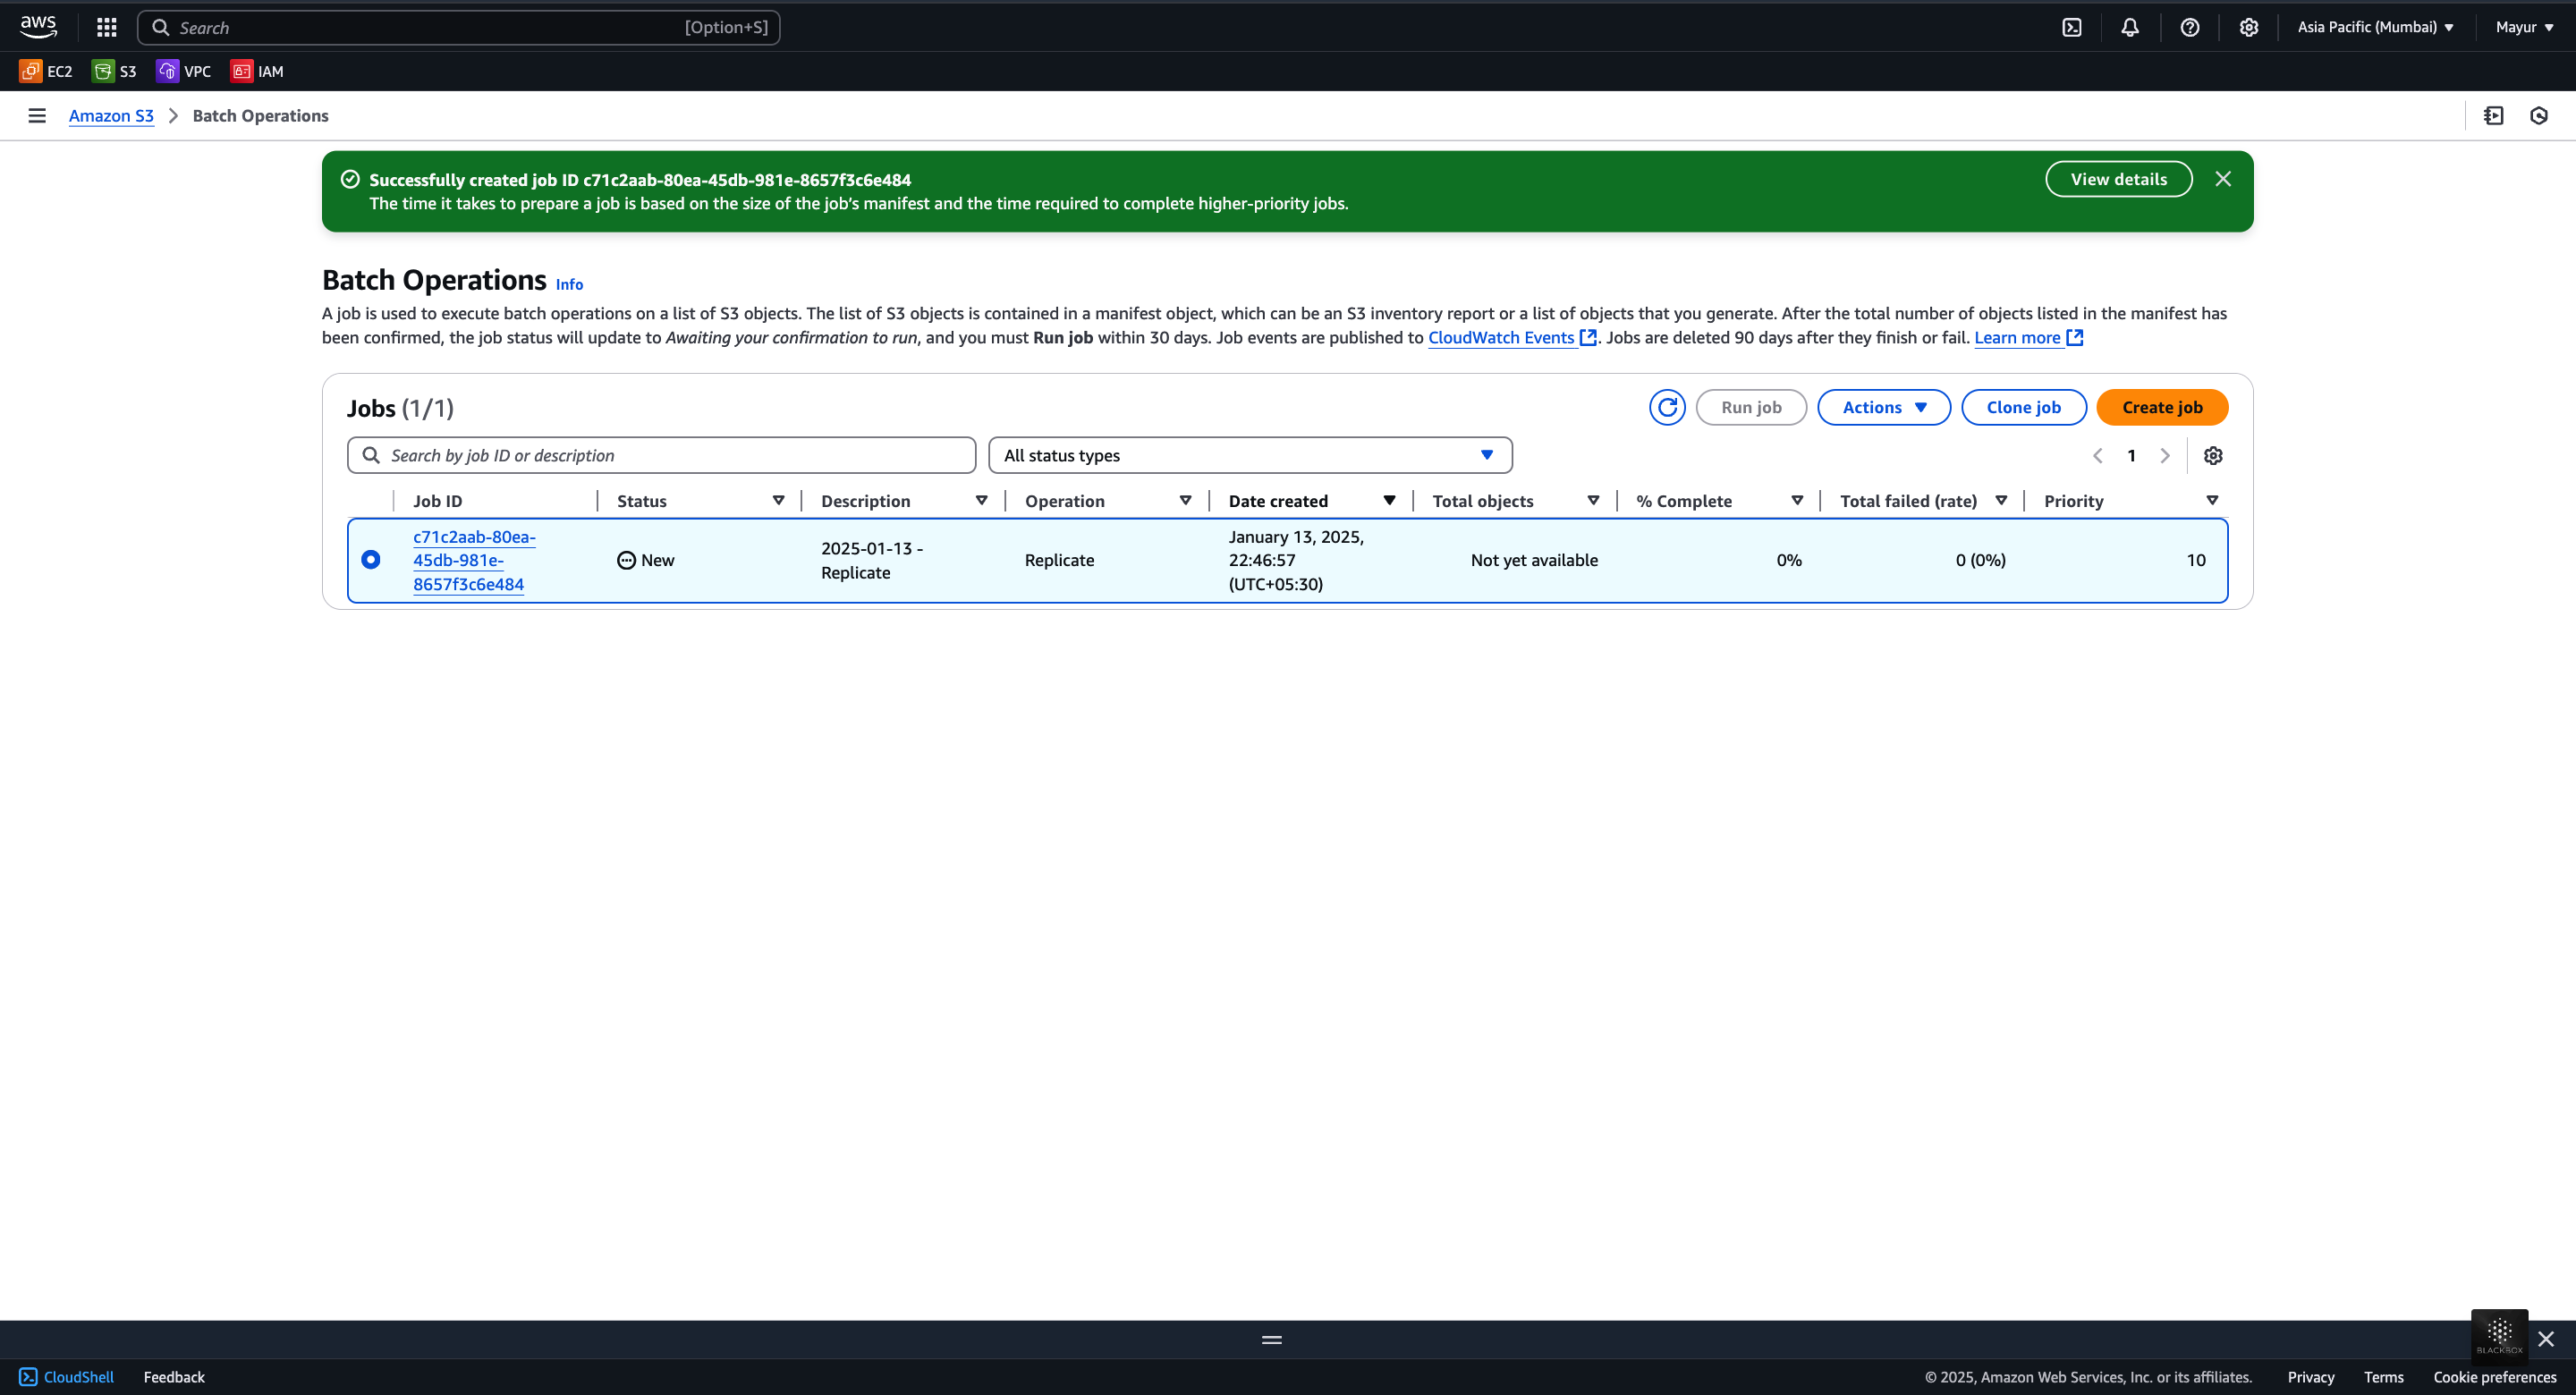 aws Search [Option+S] Asia Pacific (Mumbai) Mayur
EC2 S3 VPC IAM
Amazon S3 Batch Operations
Successfully created job ID c71c2aab-80ea-45db-981e-8657f3c6e484
The time it takes to prepare a job is based on the size of the job’s manifest and the time required to complete higher-priority jobs.
View details
Batch Operations Info
A job is used to execute batch operations on a list of S3 objects. The list of S3 objects is contained in a manifest object, which can be an S3 inventory report or a list of objects that you generate. After the total number of objects listed in the manifest has
been confirmed, the job status will update to Awaiting your confirmation to run, and you must Run job within 30 days. Job events are published to CloudWatch Events. Jobs are deleted 90 days after they finish or fail. Learn more
Jobs (1/1) Run job Actions Clone job Create job
Search by job ID or description All status types 1
Job ID Status Description Operation Date created Total objects % Complete Total failed (rate) Priority
c71c2aab-80ea-
45db-981e-
8657f3c6e484
New
2025-01-13 -
Replicate
Replicate
January 13, 2025,
22:46:57
(UTC+05:30)
Not yet available
0%
0 (0%)
10
BLACKBOX
CloudShell Feedback © 2025, Amazon Web Services, Inc. or its affiliates. Privacy Terms Cookie preferences